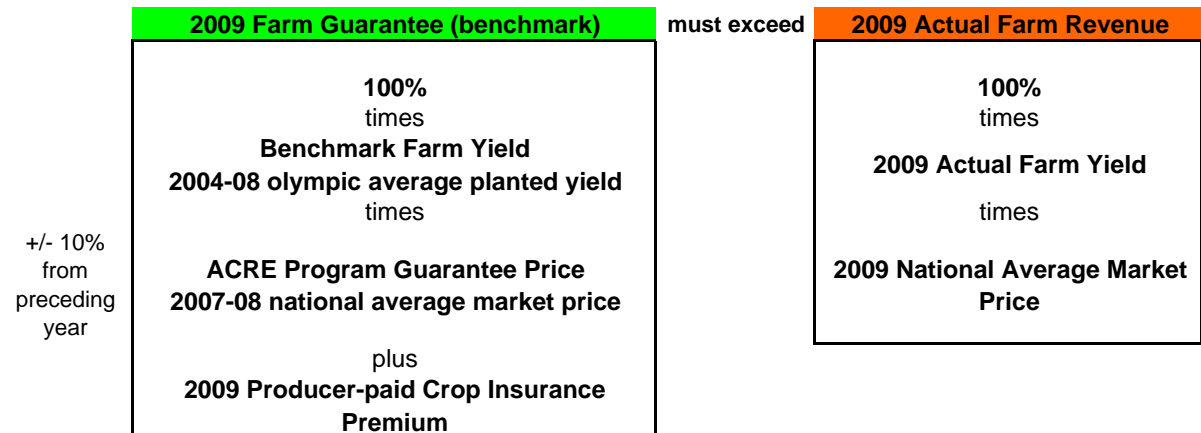 2009 Farm Guarantee (benchmark)
must exceed
2009 Actual Farm Revenue
100%
times
Benchmark Farm Yield
2004-08 olympic average planted yield
times
+/- 10%
from
preceding
year
ACRE Program Guarantee Price
2007-08 national average market price
plus
2009 Producer-paid Crop Insurance
Premium
100%
times
2009 Actual Farm Yield
times
2009 National Average Market
Price